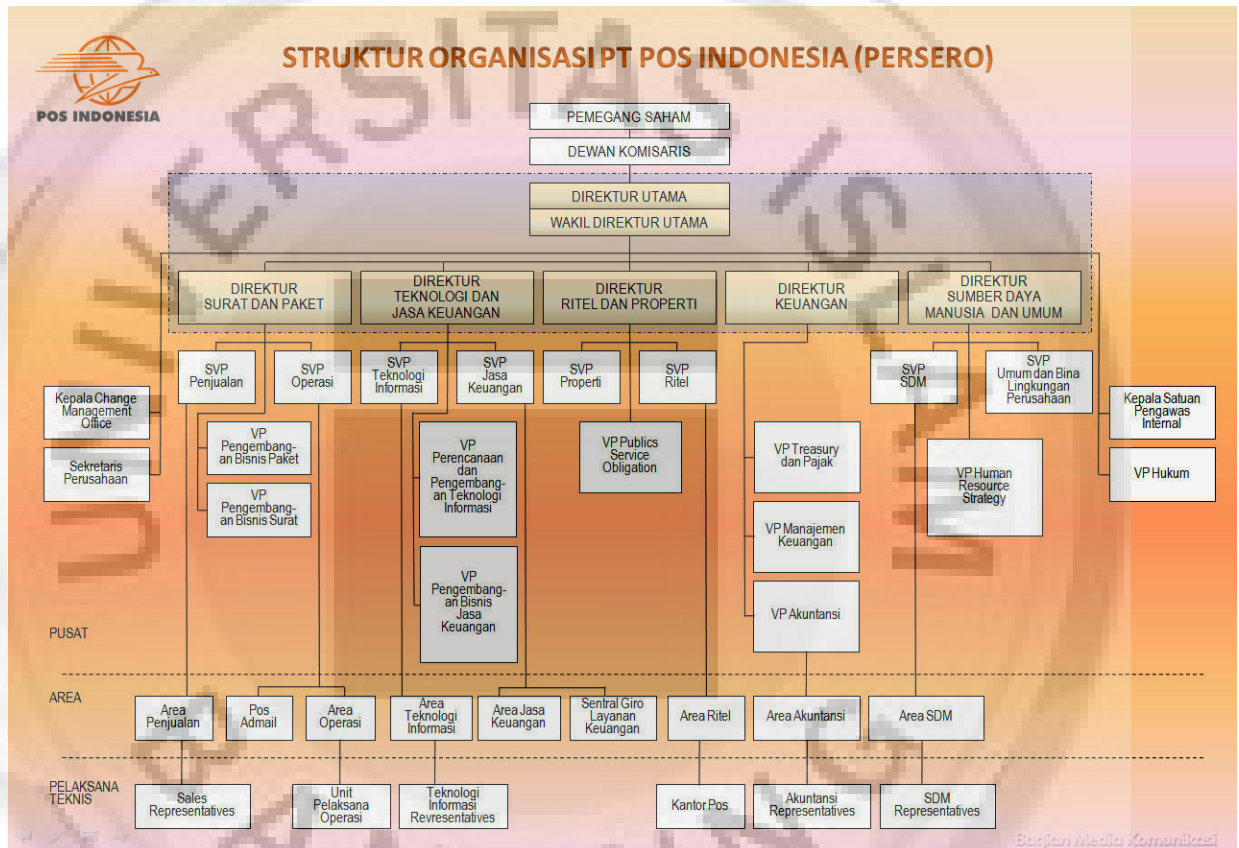 STRUKTUR ORGANISASI PT POS INDONESIA (PERSERO)
POS INDONESIA
PEMEGANG SAHAM
DEWAN KOMISARIS
DIREKTUR UTAMA
WAKIL DIREKTUR UTAMA
DIREKTUR
SURAT DAN PAKET
DIREKTUR
TEKNOLOGI DAN
JASA KEUANGAN
DIREKTUR
RITEL DAN PROPERTI
DIREKTUR
KEUANGAN
DIREKTUR
SUMBER DAYA
MANUSIA DAN UMUM
SVP
Penjualan
SVP
Operasi
SVP
Teknologi
Informasi
SVP
Jasa
Keuangan
SVP
Properti
SVP
Ritel
SVP
SDM
SVP
Umum dan Bina
Lingkungan
Perusahaan
Kepala Change
Management
Office
Sekretaris
Perusahaan
Kepala Satuan
Pengawas
Internal
VP Hukum
VP
Pengembang-
an Bisnis Paket
VP
Pengembang-
an Bisnis Surat
VP
Perencanaan
dan
Pengembang-
an Teknologi
Informasi
VP
Pengembang-
an Bisnis
Jasa
Keuangan
VP Publics
Service
Obligation
VP Treasury
dan Pajak
VP Manajemen
Keuangan
VP Akuntansi
VP Human
Resource
Strategy
PUSAT
AREA
Area
Penjualan
Pos
Admail
Area
Operasi
Area
Teknologi
Informasi
Area Jasa
Keuangan
Sentral Giro
Layanan
Keuangan
Area Ritel
Area Akuntansi
Area SDM
PELAKSANA
TEKNIS
Sales
Representatives
Unit
Pelaksana
Operasi
Teknologi
Informasi
Revresentatives
Kantor Pos
Akuntansi
Representatives
SDM
Representatives
Bagian Media Komunikasi